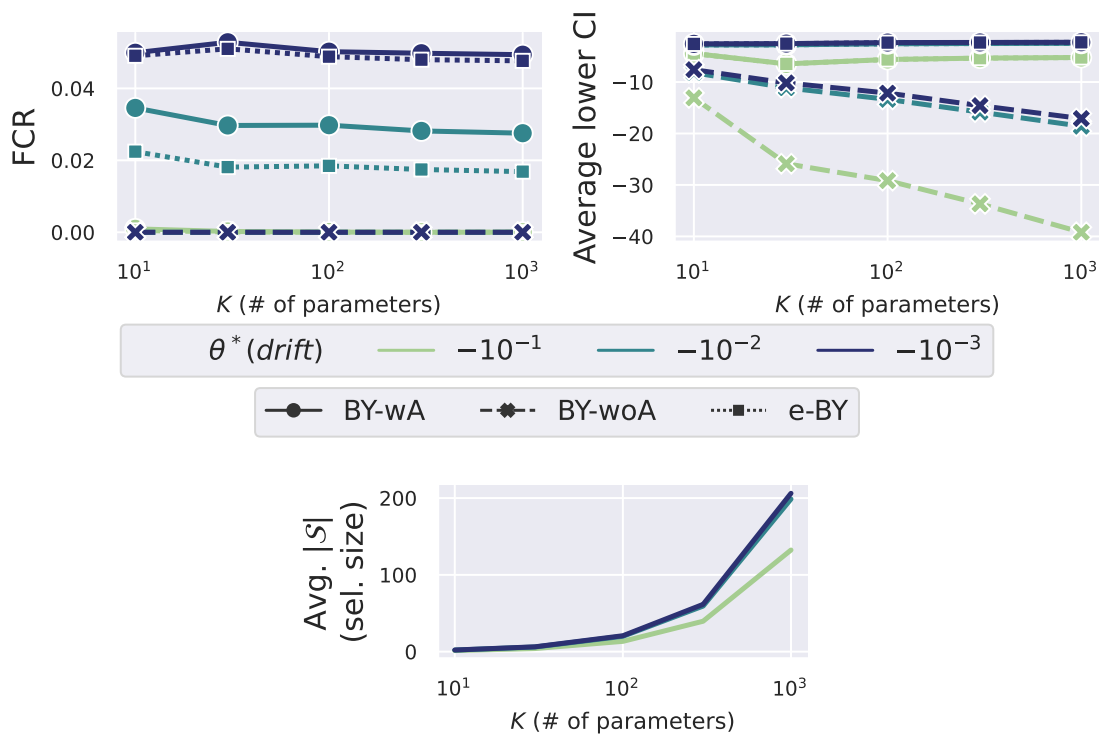 FCR
0.04
0.02
0.00
10^1
10^2
10^3
K (# of parameters)
Average lower CI
−10
−20
−30
−40
10^1
10^2
10^3
K (# of parameters)
θ*(drift)
−10^−1
−10^−2
−10^−3
BY-wA
BY-woA
e-BY
Avg. |𝒮|
(sel. size)
200
100
0
10^1
10^2
10^3
K (# of parameters)